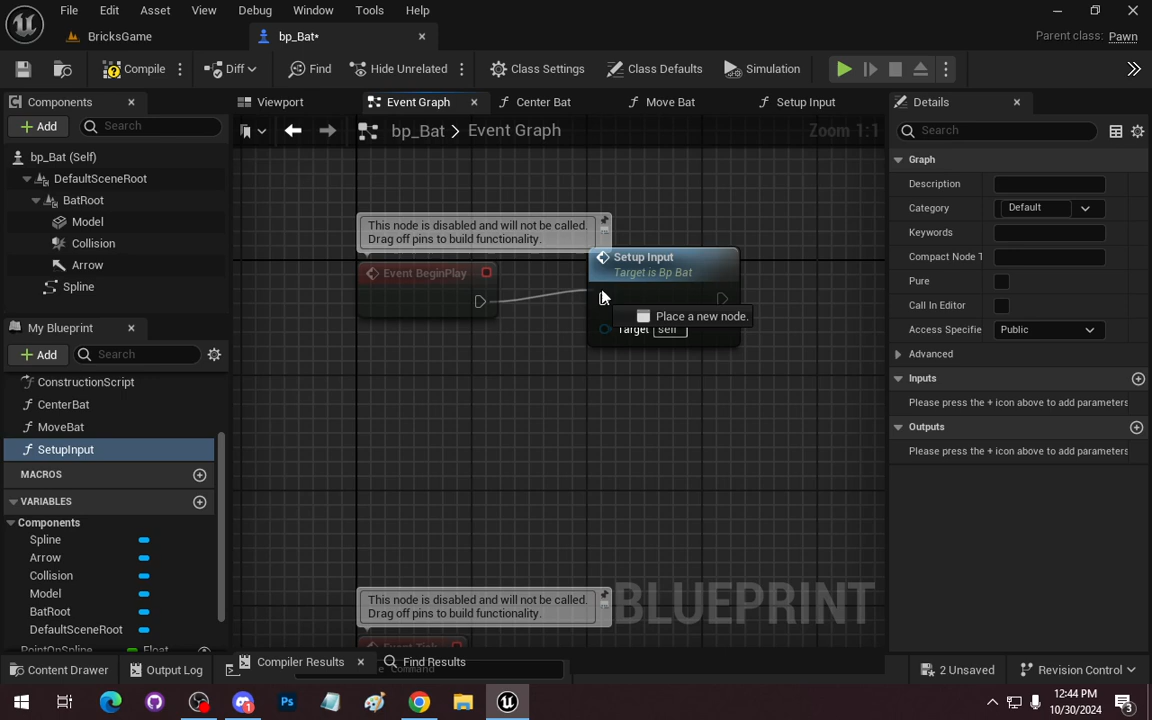 File Edit Asset View Debug Window Tools Help
BricksGame bp_Bat* Parent class: Pawn
Compile Diff Find Hide Unrelated Class Settings Class Defaults Simulation
Components
Viewport Event Graph Center Bat Move Bat Setup Input
Details
Add Search
bp_Bat > Event Graph Zoom 1:1
Search
bp_Bat (Self)
DefaultSceneRoot
BatRoot
Model
Collision
Arrow
Spline
Graph
Description
Category Default
Keywords
Compact Node T
Pure
Call In Editor
Access Specifie Public
Advanced
Inputs
Please press the + icon above to add parameters
Outputs
Please press the + icon above to add parameters
This node is disabled and will not be called.
Drag off pins to build functionality.
Event BeginPlay
Setup Input
Target is Bp Bat
Place a new node.
Target self
My Blueprint
Add Search
ConstructionScript
CenterBat
MoveBat
SetupInput
MACROS
VARIABLES
Components
Spline
Arrow
Collision
Model
BatRoot
DefaultSceneRoot
PointOnSpline Float
This node is disabled and will not be called.
Drag off pins to build functionality.
Event Tick
BLUEPRINT
Content Drawer Output Log Compiler Results Find Results
Command
2 Unsaved Revision Control
12:44 PM
10/30/2024
3